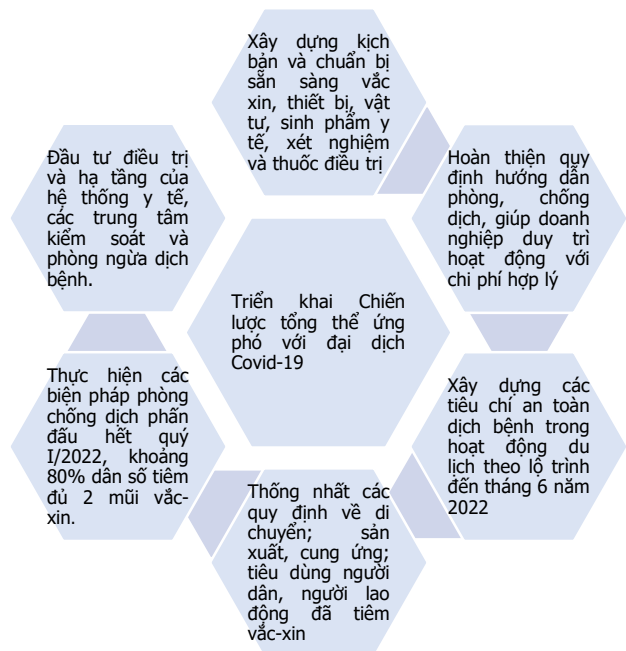 Xây dựng kịch
bản và chuẩn bị
sẵn sàng vắc
xin, thiết bị, vật
tư, sinh phẩm y
tế, xét nghiệm
và thuốc điều trị
Hoàn thiện quy
định hướng dẫn
phòng, chống
dịch, giúp doanh
nghiệp duy trì
hoạt động với
chi phí hợp lý
Xây dựng các
tiêu chí an toàn
dịch bệnh trong
hoạt động du
lịch theo lộ trình
đến tháng 6 năm
2022
Thống nhất các
quy định về di
chuyển; sản
xuất, cung ứng;
tiêu dùng người
dân, người lao
động đã tiêm
vắc-xin
Thực hiện các
biện pháp phòng
chống dịch phấn
đấu hết quý
I/2022, khoảng
80% dân số tiêm
đủ 2 mũi vắc-
xin.
Đầu tư điều trị
và hạ tầng của
hệ thống y tế,
các trung tâm
kiểm soát và
phòng ngừa dịch
bệnh.
Triển khai Chiến
lược tổng thể ứng
phó với đại dịch
Covid-19